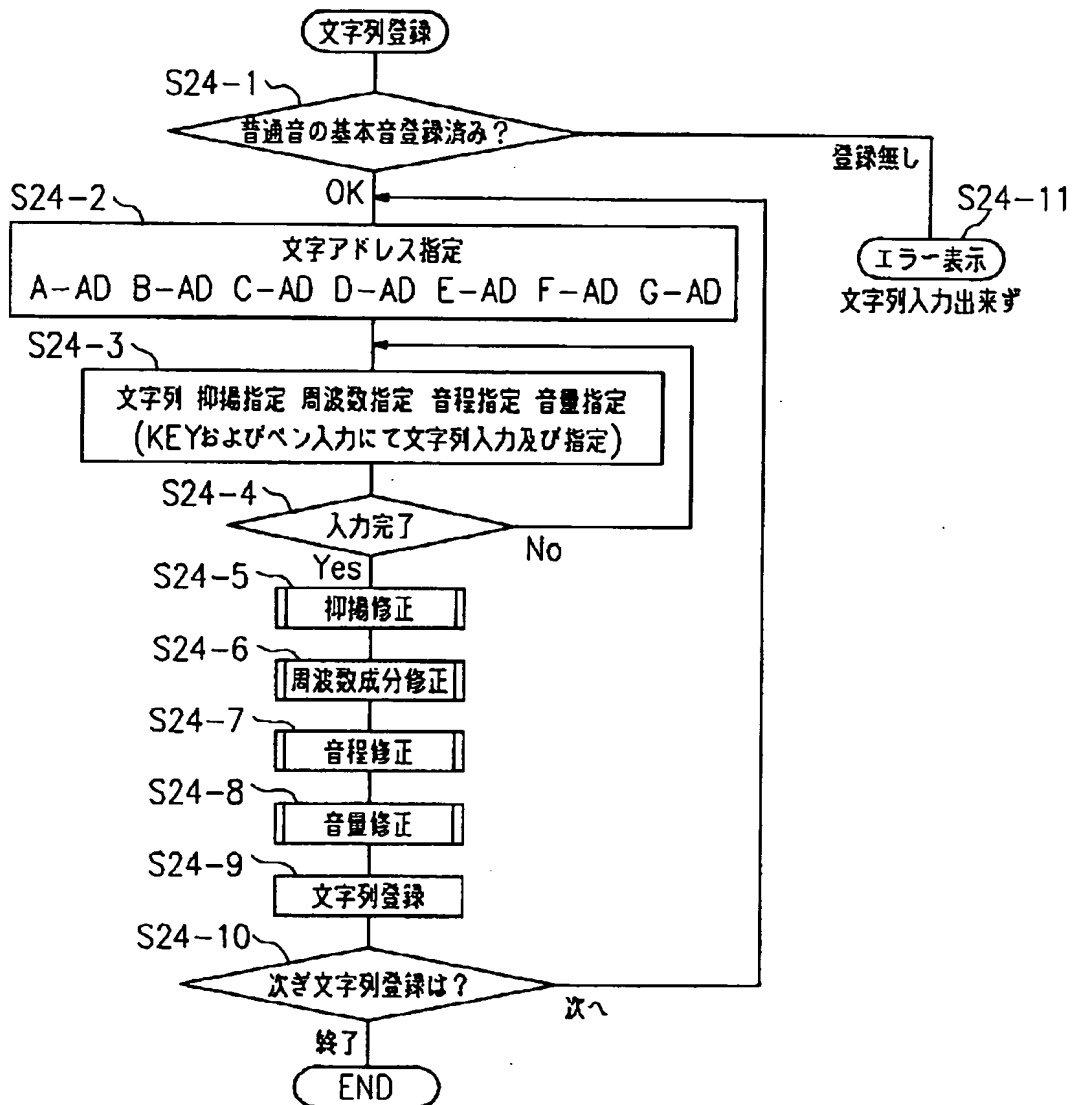 文字列登録
S24-1
普通音の基本音登録済み？
登録無し
OK
S24-2
S24-11
文字アドレス指定
A-AD B-AD C-AD D-AD E-AD F-AD G-AD
エラー表示
文字列入力出来ず
S24-3
文字列 抑揚指定 周波数指定 音程指定 音量指定
(KEYおよびペン入力にて文字列入力及び指定)
S24-4
入力完了
No
Yes
S24-5
抑揚修正
S24-6
周波数成分修正
S24-7
音程修正
S24-8
音量修正
S24-9
文字列登録
S24-10
次ぎ文字列登録は？
次へ
終了
END